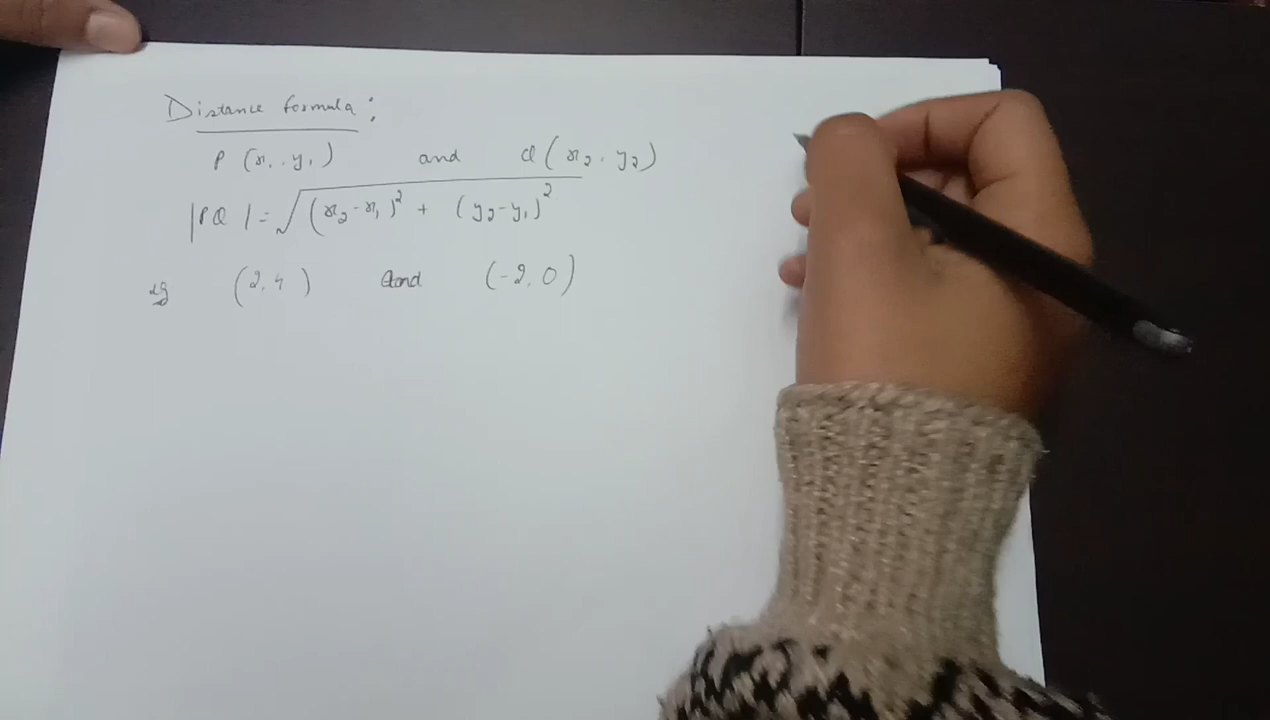 Distance formula:
P (x₁, y₁) and Q (x₂, y₂)
|PQ| = √(x₂-x₁)² + (y₂-y₁)²
eg (2, 4) and (-2, 0)